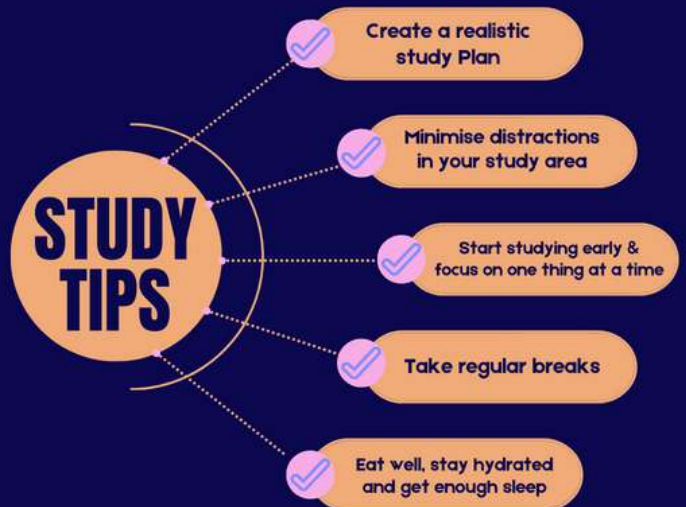 STUDY
TIPS
Create a realistic
study Plan
Minimise distractions
in your study area
Start studying early &
focus on one thing at a time
Take regular breaks
Eat well, stay hydrated
and get enough sleep